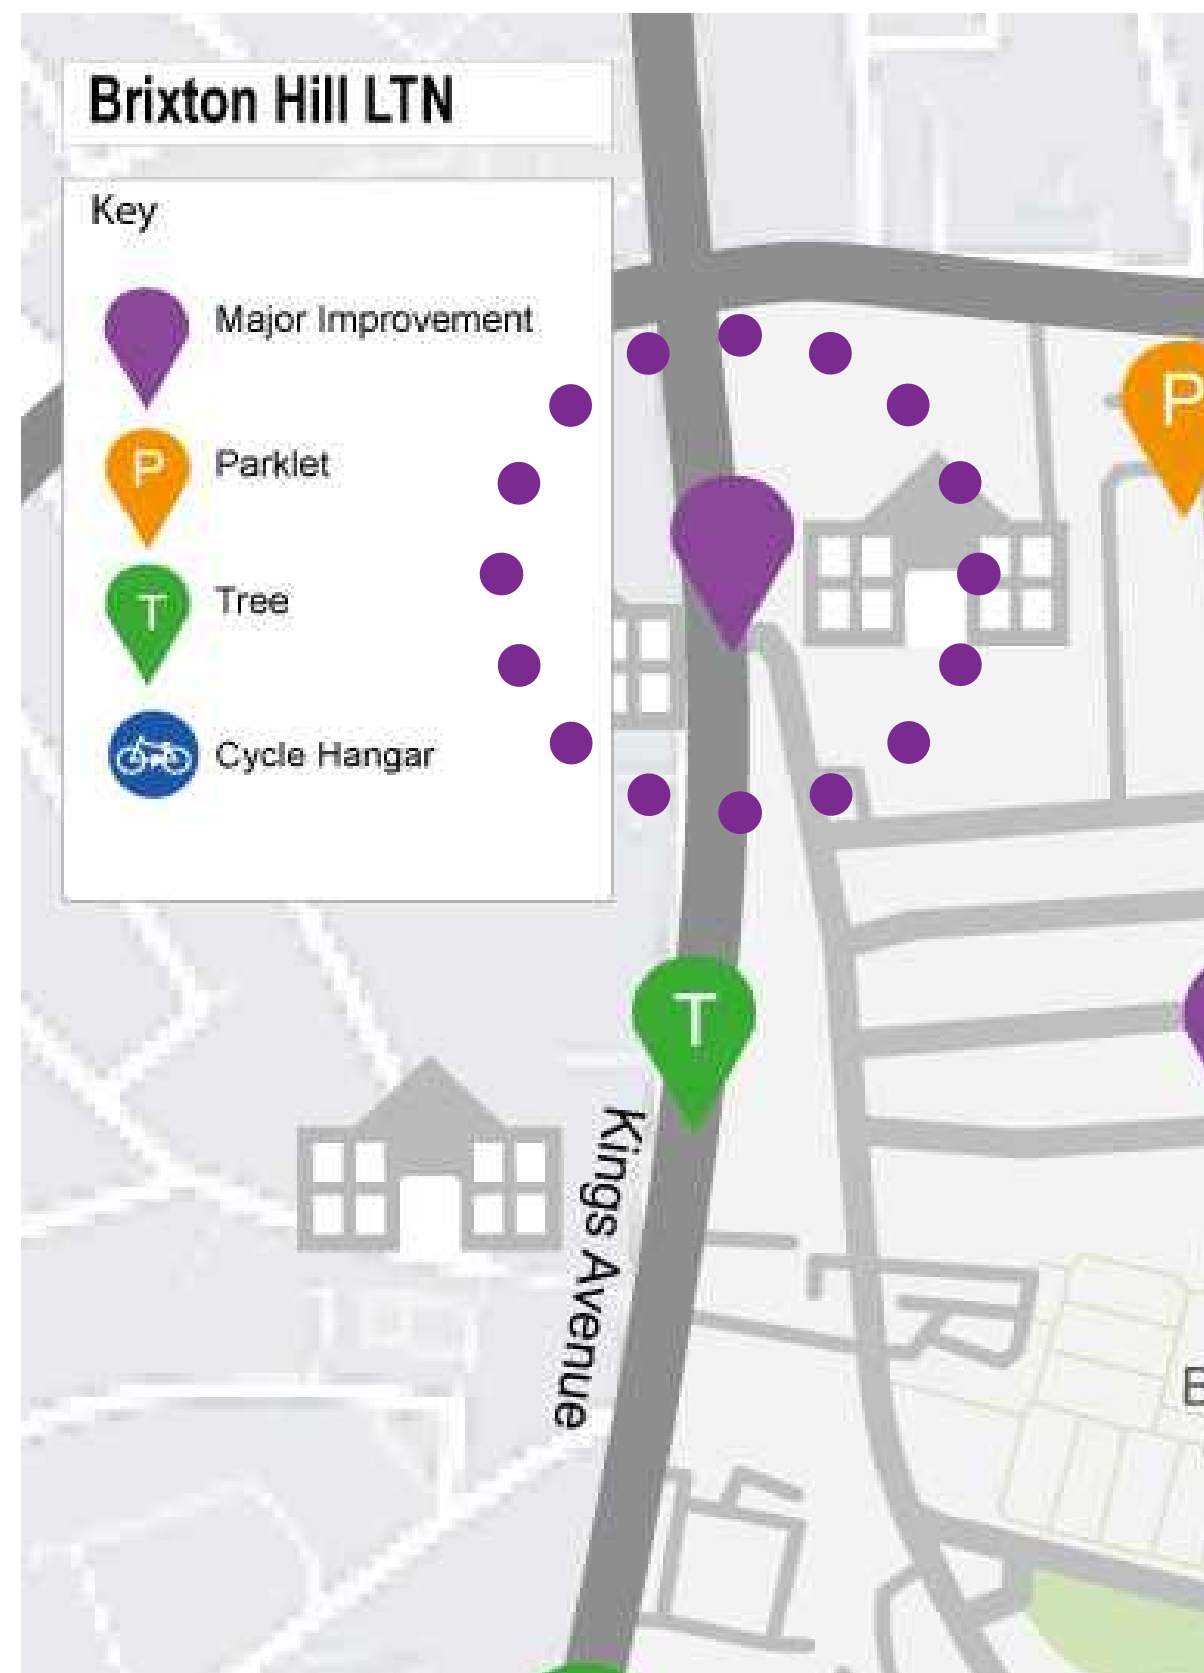 Brixton Hill LTN
Key
Major Improvement
P
Parklet
T
Tree
Cycle Hangar
P
T
Kings Avenue